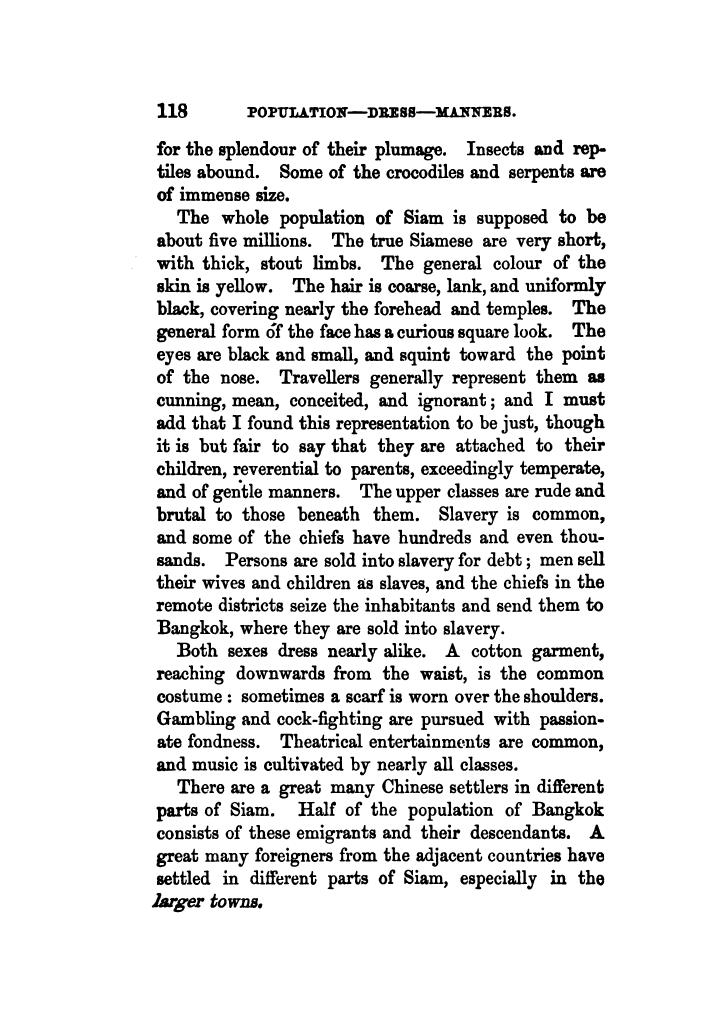 118 POPULATION—DRESS—MANNERS.
for the splendour of their plumage. Insects and rep-
tiles abound. Some of the crocodiles and serpents are
of immense size.
The whole population of Siam is supposed to be
about five millions. The true Siamese are very short,
with thick, stout limbs. The general colour of the
skin is yellow. The hair is coarse, lank, and uniformly
black, covering nearly the forehead and temples. The
general form of the face has a curious square look. The
eyes are black and small, and squint toward the point
of the nose. Travellers generally represent them as
cunning, mean, conceited, and ignorant; and I must
add that I found this representation to be just, though
it is but fair to say that they are attached to their
children, reverential to parents, exceedingly temperate,
and of gentle manners. The upper classes are rude and
brutal to those beneath them. Slavery is common,
and some of the chiefs have hundreds and even thou-
sands. Persons are sold into slavery for debt; men sell
their wives and children as slaves, and the chiefs in the
remote districts seize the inhabitants and send them to
Bangkok, where they are sold into slavery.
Both sexes dress nearly alike. A cotton garment,
reaching downwards from the waist, is the common
costume: sometimes a scarf is worn over the shoulders.
Gambling and cock-fighting are pursued with passion-
ate fondness. Theatrical entertainments are common,
and music is cultivated by nearly all classes.
There are a great many Chinese settlers in different
parts of Siam. Half of the population of Bangkok
consists of these emigrants and their descendants. A
great many foreigners from the adjacent countries have
settled in different parts of Siam, especially in the
larger towns.